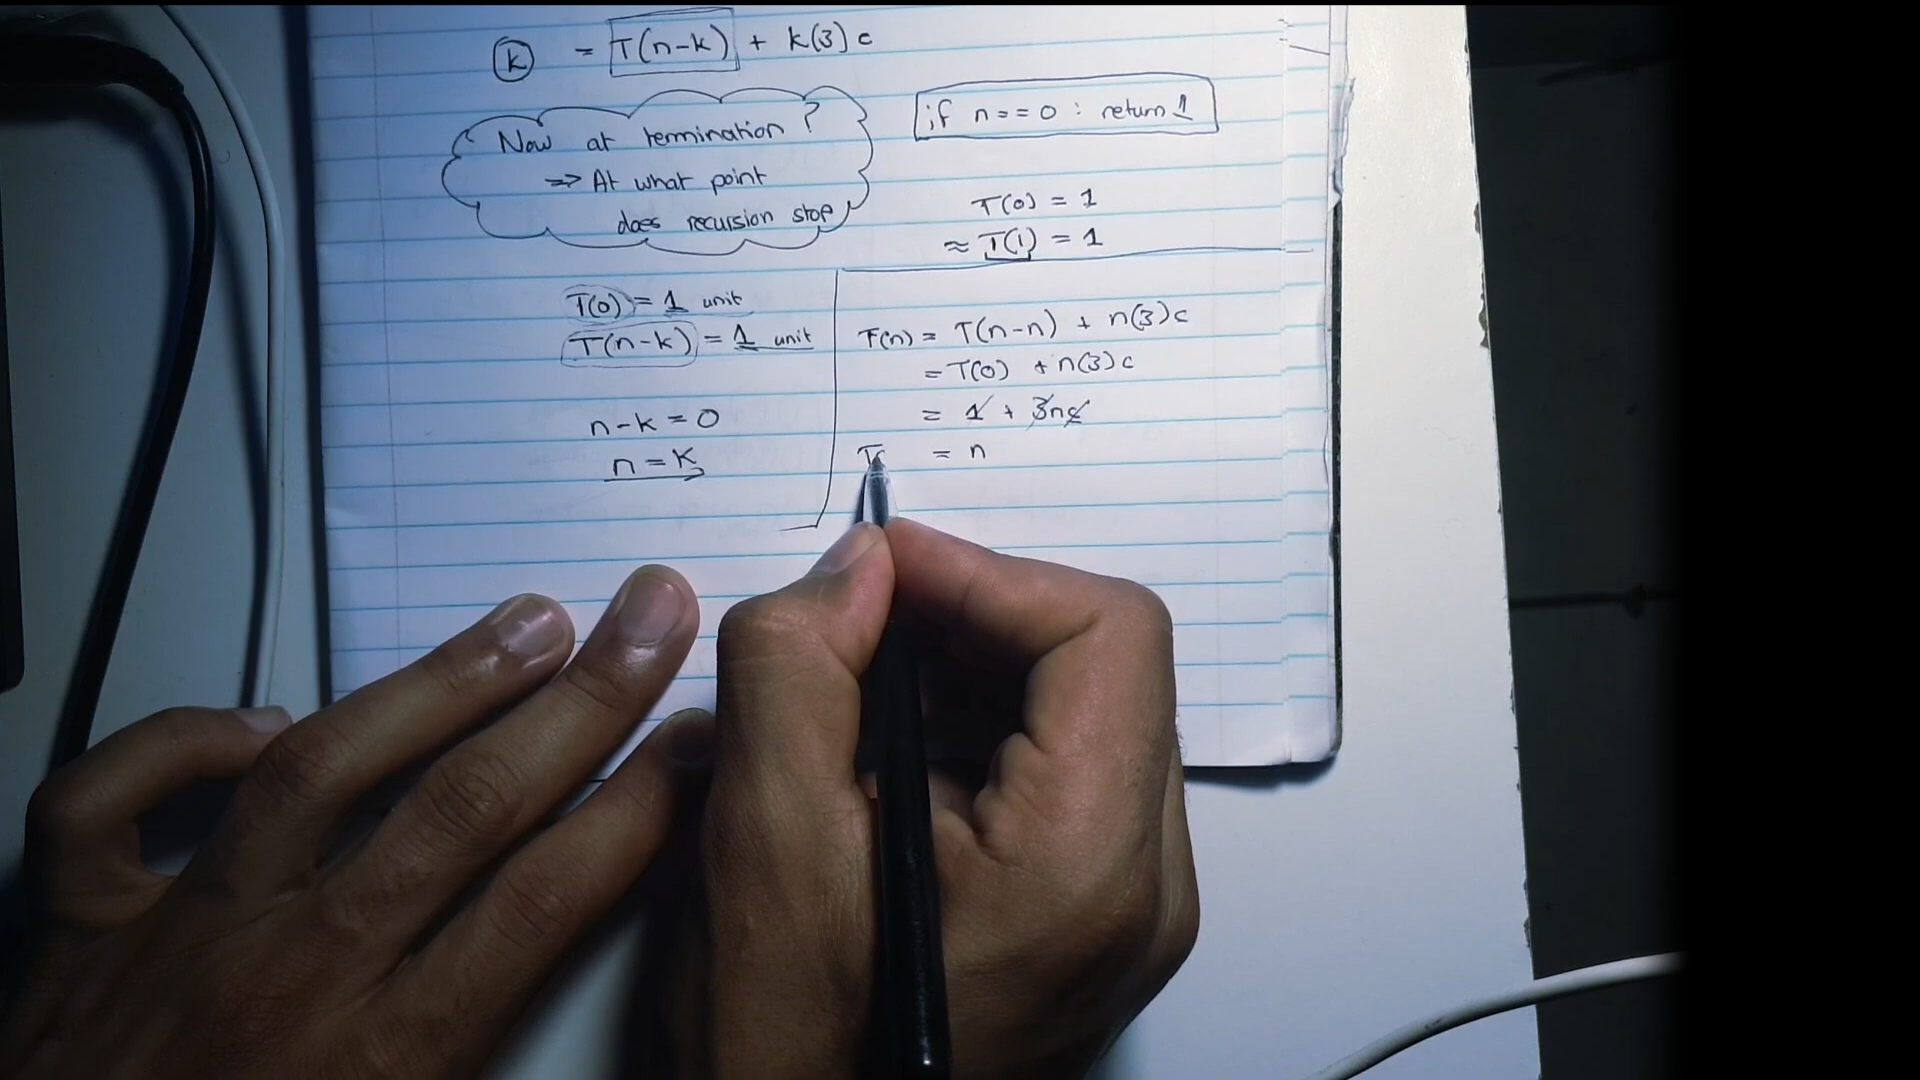 (k) = T(n-k) + k(3)c
if n == 0 : return 1
Now at termination ?
=> At what point
does recursion stop
T(0) = 1
≈ T(1) = 1
T(0) = 1 unit
T(n-k) = 1 unit
n-k = 0
n = k
T(n) = T(n-n) + n(3)c
= T(0) + n(3)c
= 1 + 3nc
T( = n